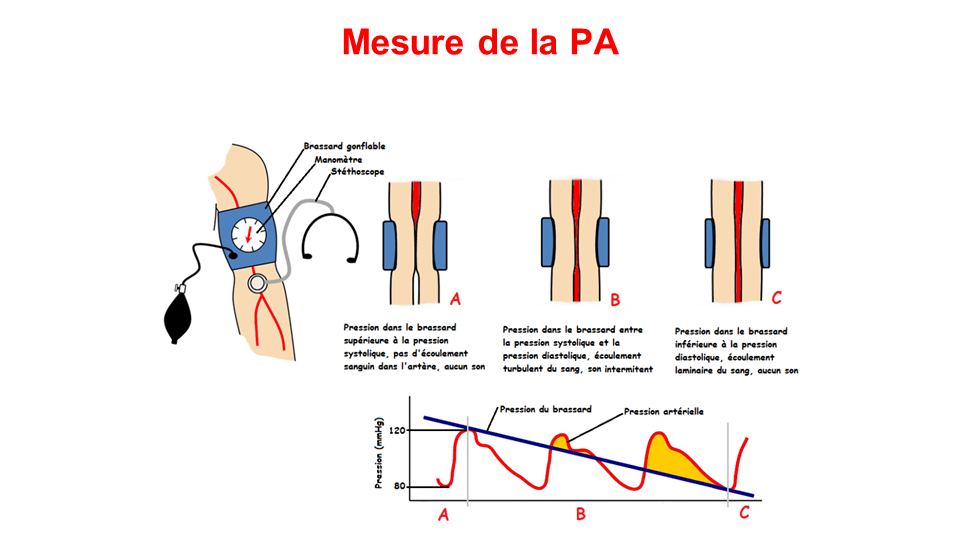 Mesure de la PA
Brassard gonflable
Manomètre
Stéthoscope
A
B
C
Pression dans le brassard
supérieure à la pression
systolique, pas d'écoulement
sanguin dans l'artère, aucun son
Pression dans le brassard entre
la pression systolique et la
pression diastolique, écoulement
turbulent du sang, son intermitent
Pression dans le brassard
inférieure à la pression
diastolique, écoulement
laminaire du sang, aucun son
Pression du brassard
Pression artérielle
Pression (mmHg)
120
80
A
B
C